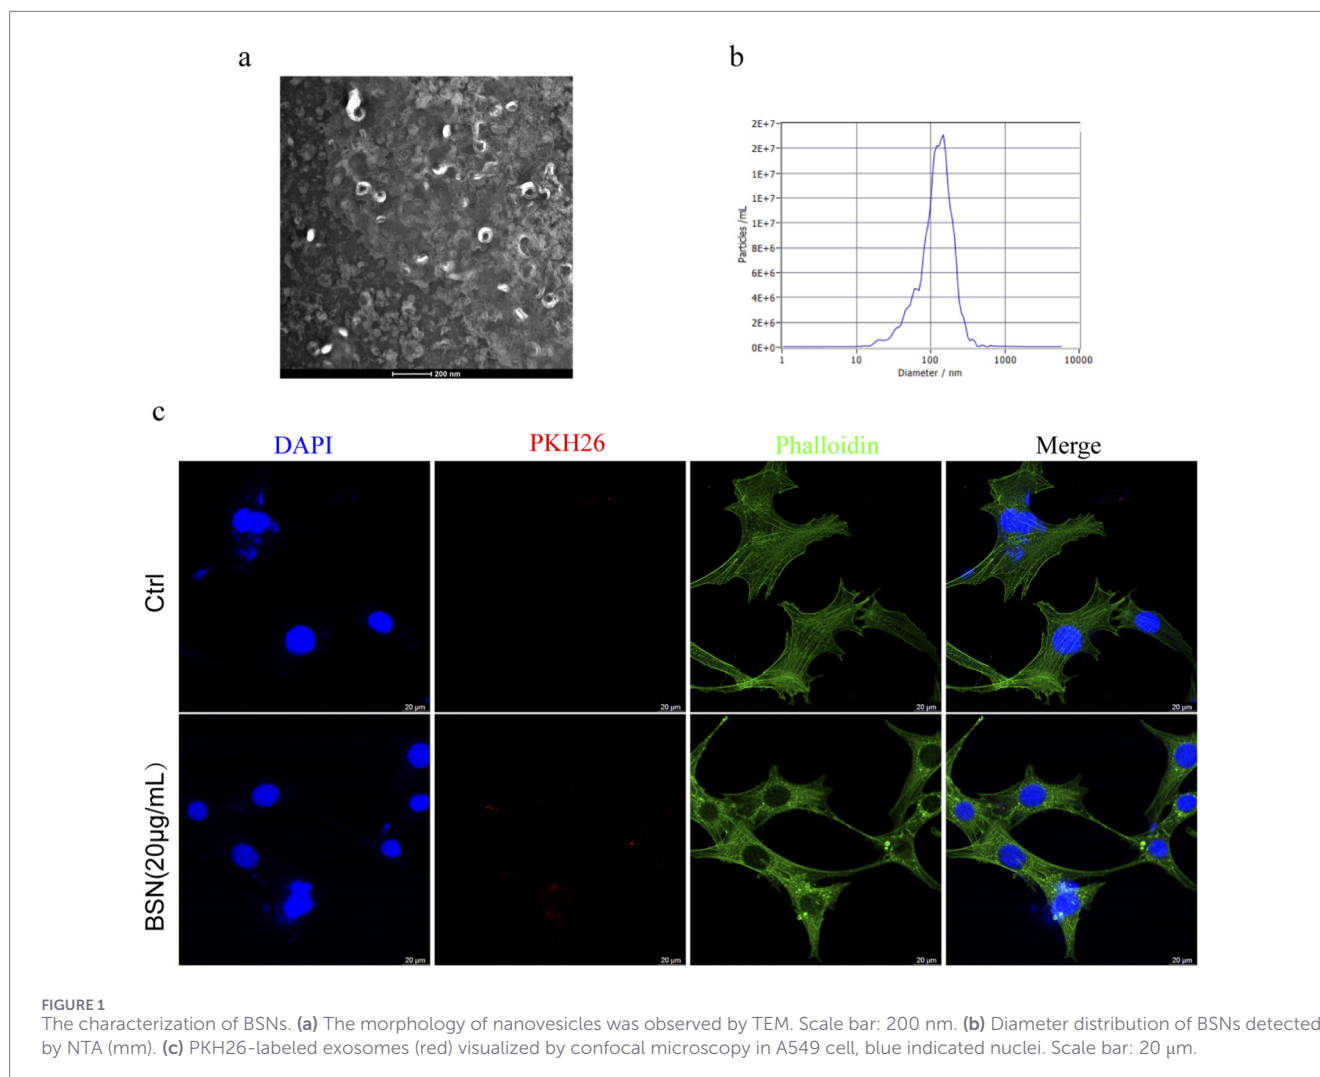 a
200 nm
b
2E+7
2E+7
1E+7
1E+7
1E+7
8E+6
6E+6
4E+6
2E+6
0E+0
Particles /mL
1 10 100 1000 10000
Diameter / nm
c
DAPI PKH26 Phalloidin Merge
Ctrl
20 μm 20 μm 20 μm 20 μm
BSN(20μg/mL)
20 μm 20 μm 20 μm 20 μm
FIGURE 1
The characterization of BSNs. (a) The morphology of nanovesicles was observed by TEM. Scale bar: 200 nm. (b) Diameter distribution of BSNs detected
by NTA (mm). (c) PKH26-labeled exosomes (red) visualized by confocal microscopy in A549 cell, blue indicated nuclei. Scale bar: 20 μm.